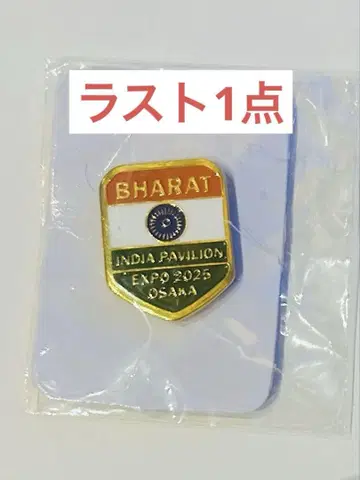 ラスト1点
BHARAT
INDIA PAVILION
EXPO 2025
OSAKA